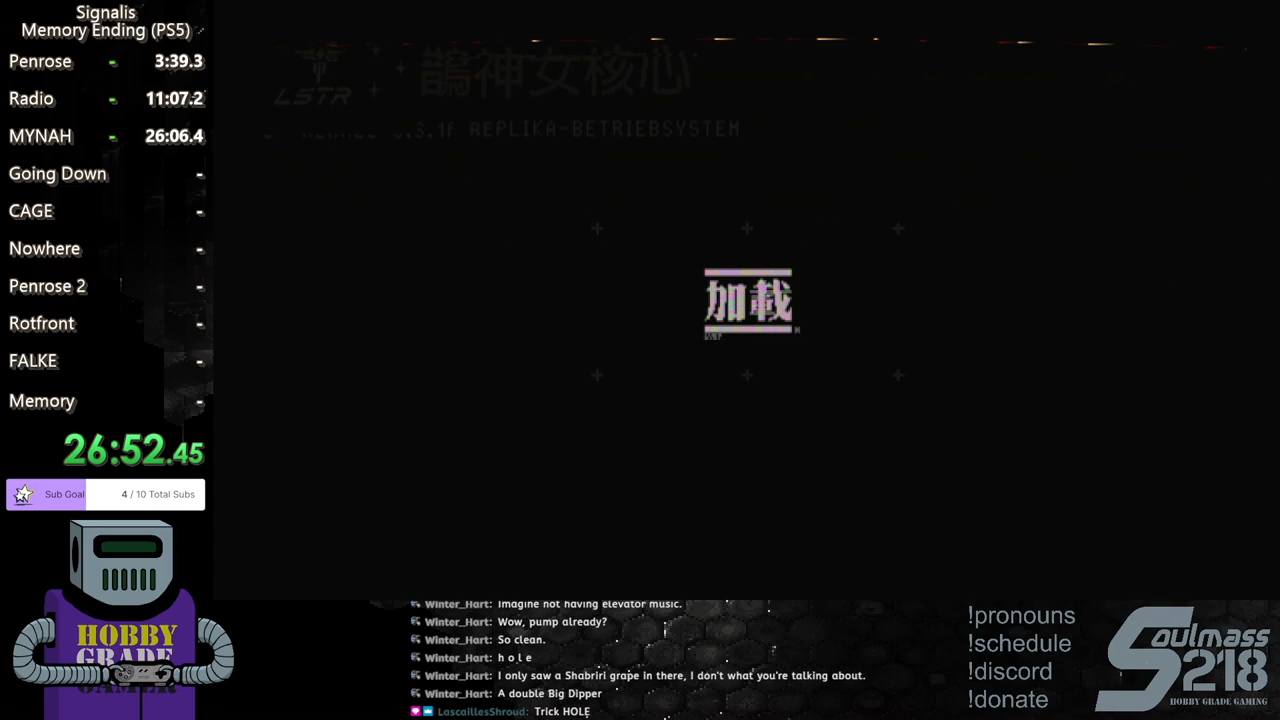 Signalis
Memory Ending (PS5)
Penrose - 3:39.3
Radio - 11:07.2
MYNAH - 26:06.4
Going Down -
CAGE -
Nowhere -
Penrose 2 -
Rotfront -
FALKE -
Memory -
26:52.45
Sub Goal 4 / 10 Total Subs
HOBBY
GRADE
GAMER
LSTR
鵲神女核心
REPLIKA-BETRIEBSYSTEM
加載
Winter_Hart: Imagine not having elevator music.
Winter_Hart: Wow, pump already?
Winter_Hart: So clean.
Winter_Hart: h o l e
Winter_Hart: I only saw a Shabriri grape in there, I don't what you're talking about.
Winter_Hart: A double Big Dipper
LascaillesShroud: Trick HOLE
!pronouns
!schedule
!discord
!donate
Soulmass
218
HOBBY GRADE GAMING